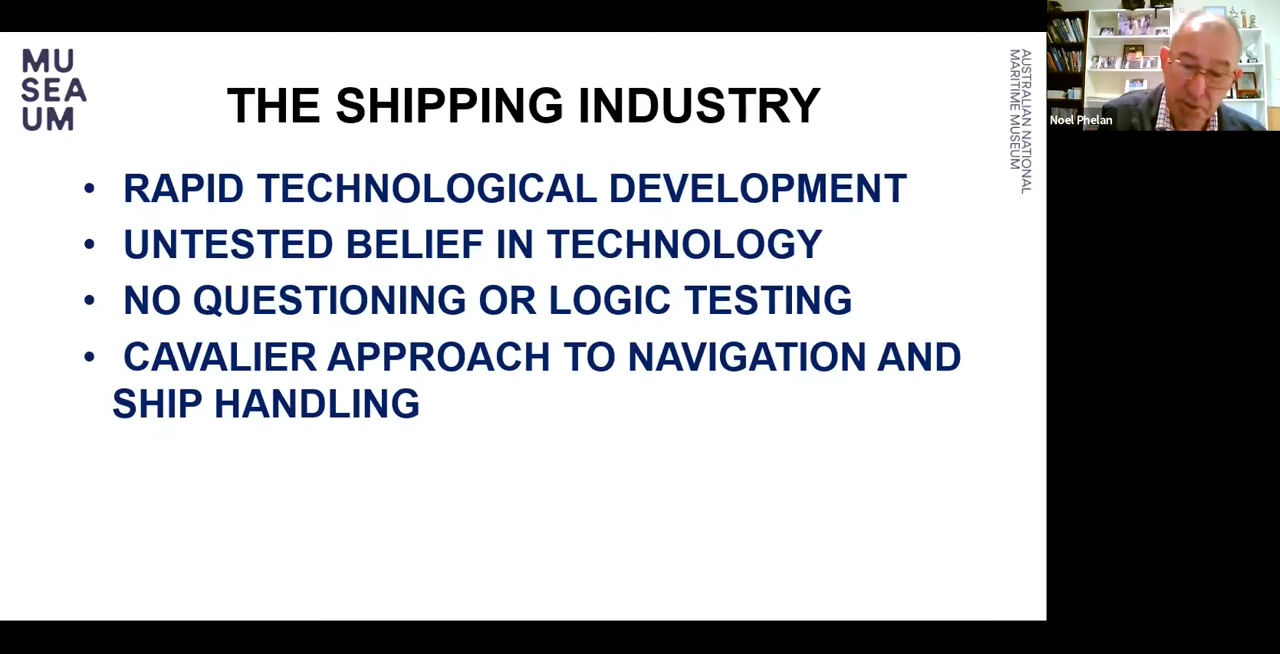 MU
SEA
UM
THE SHIPPING INDUSTRY
AUSTRALIAN NATIONAL
MARITIME MUSEUM
• RAPID TECHNOLOGICAL DEVELOPMENT
• UNTESTED BELIEF IN TECHNOLOGY
• NO QUESTIONING OR LOGIC TESTING
• CAVALIER APPROACH TO NAVIGATION AND
SHIP HANDLING
Noel Phelan